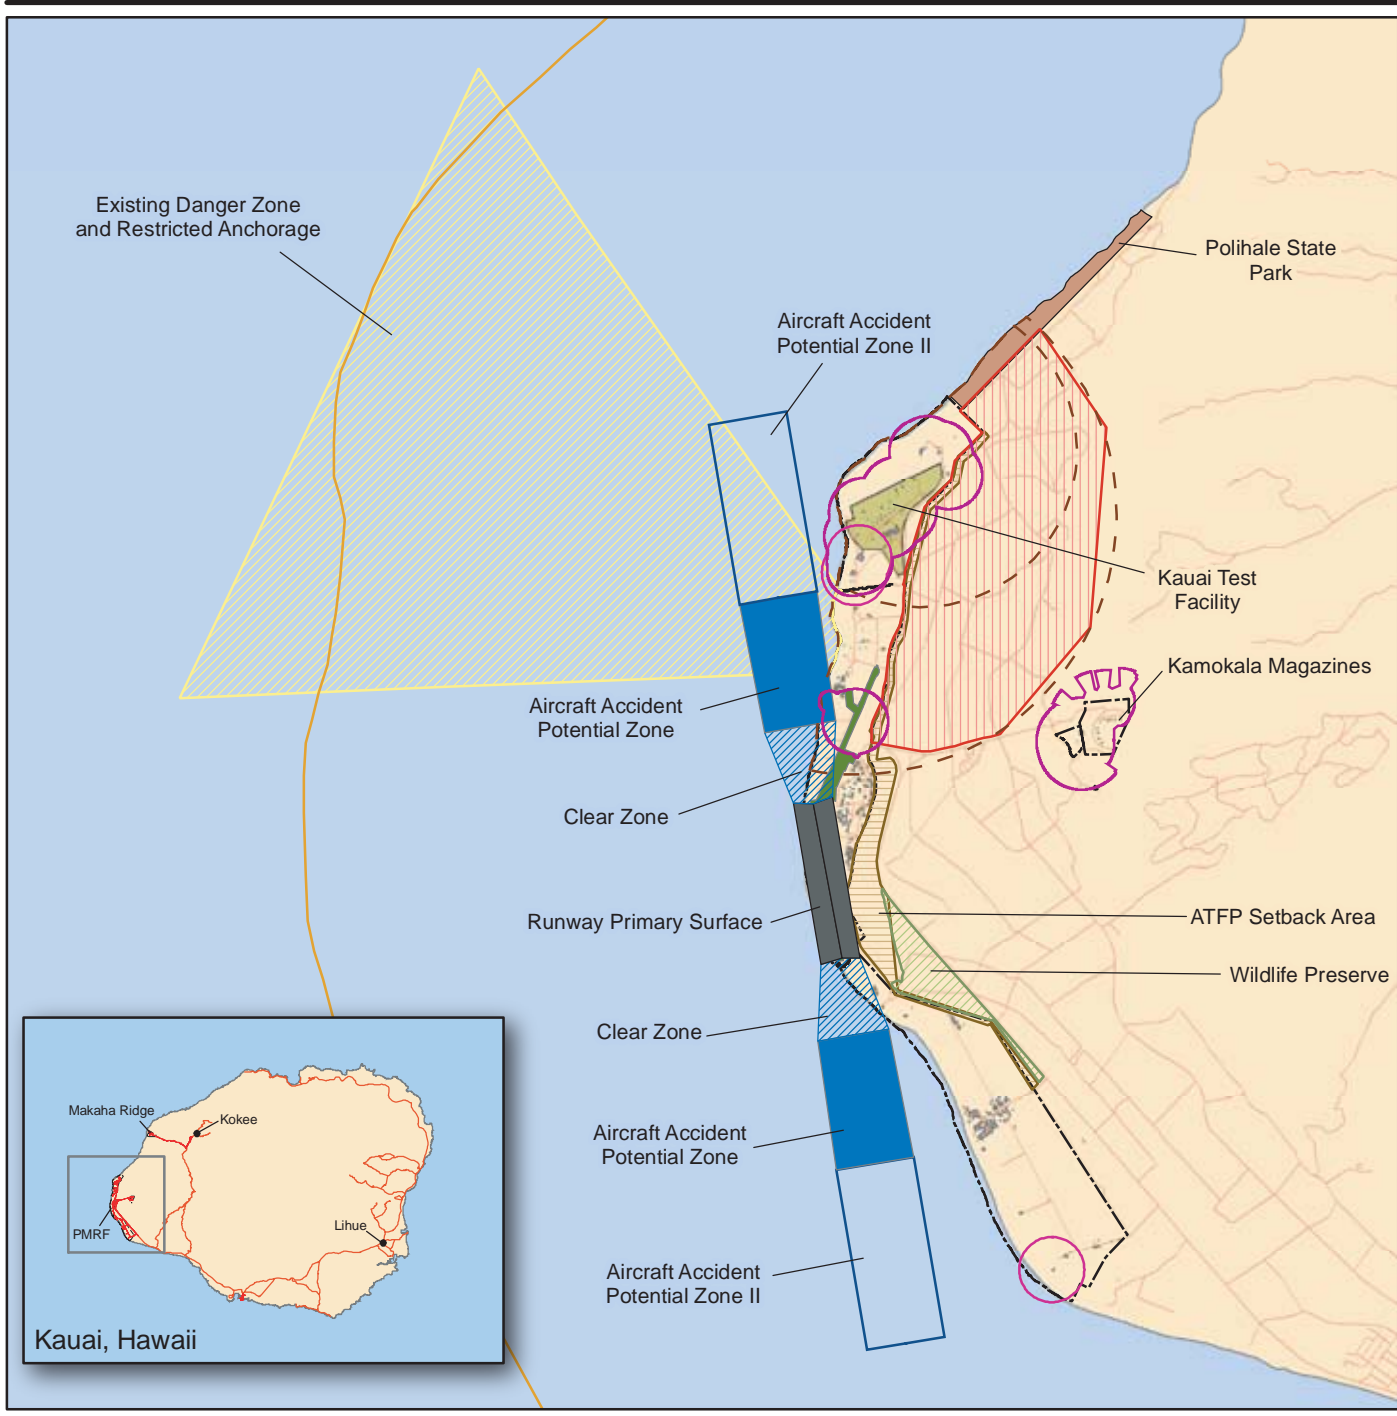 Existing Danger Zone
and Restricted Anchorage
Polihale State
Park
Aircraft Accident
Potential Zone II
Kauai Test
Facility
Kamokala Magazines
Aircraft Accident
Potential Zone
Clear Zone
Runway Primary Surface
ATFP Setback Area
Wildlife Preserve
Clear Zone
Aircraft Accident
Potential Zone
Aircraft Accident
Potential Zone II
Makaha Ridge
Kokee
PMRF
Lihue
Kauai, Hawaii